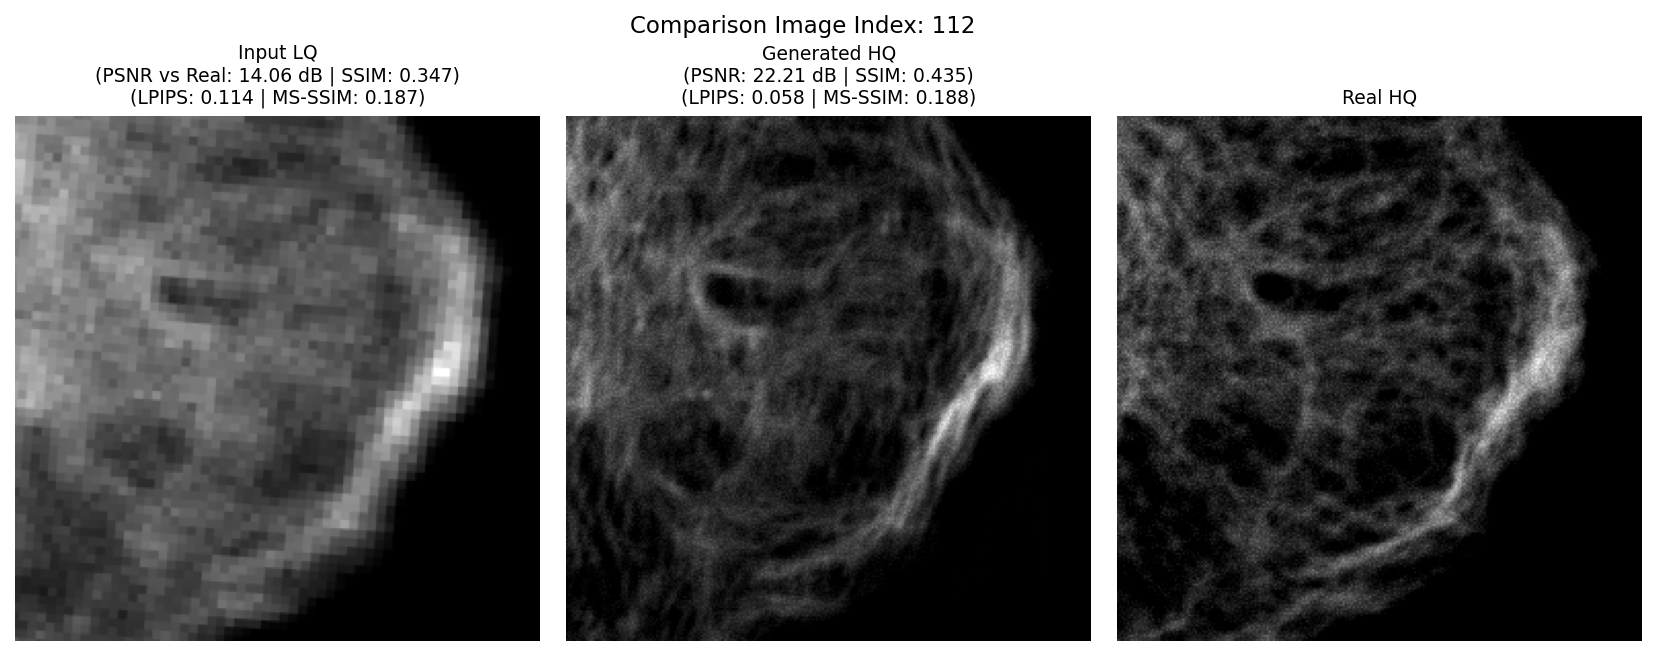 Comparison Image Index: 112
Input LQ
(PSNR vs Real: 14.06 dB | SSIM: 0.347)
(LPIPS: 0.114 | MS-SSIM: 0.187)
Generated HQ
(PSNR: 22.21 dB | SSIM: 0.435)
(LPIPS: 0.058 | MS-SSIM: 0.188)
Real HQ